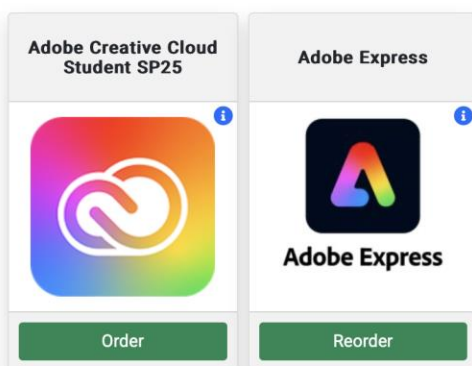 Adobe Creative Cloud
Student SP25
Adobe Express
i
i
Adobe Express
Order
Reorder